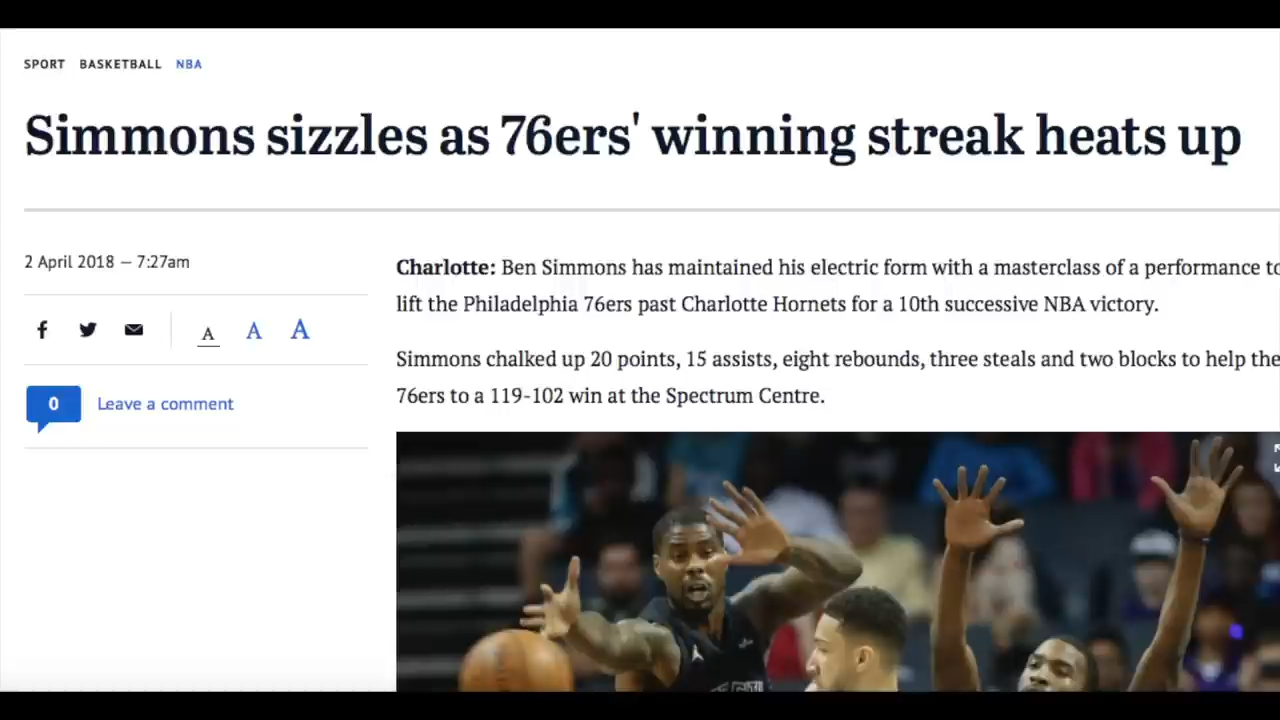 SPORT BASKETBALL NBA
Simmons sizzles as 76ers' winning streak heats up
2 April 2018 — 7:27am
A A A
0 Leave a comment
Charlotte: Ben Simmons has maintained his electric form with a masterclass of a performance to
lift the Philadelphia 76ers past Charlotte Hornets for a 10th successive NBA victory.
Simmons chalked up 20 points, 15 assists, eight rebounds, three steals and two blocks to help the
76ers to a 119-102 win at the Spectrum Centre.